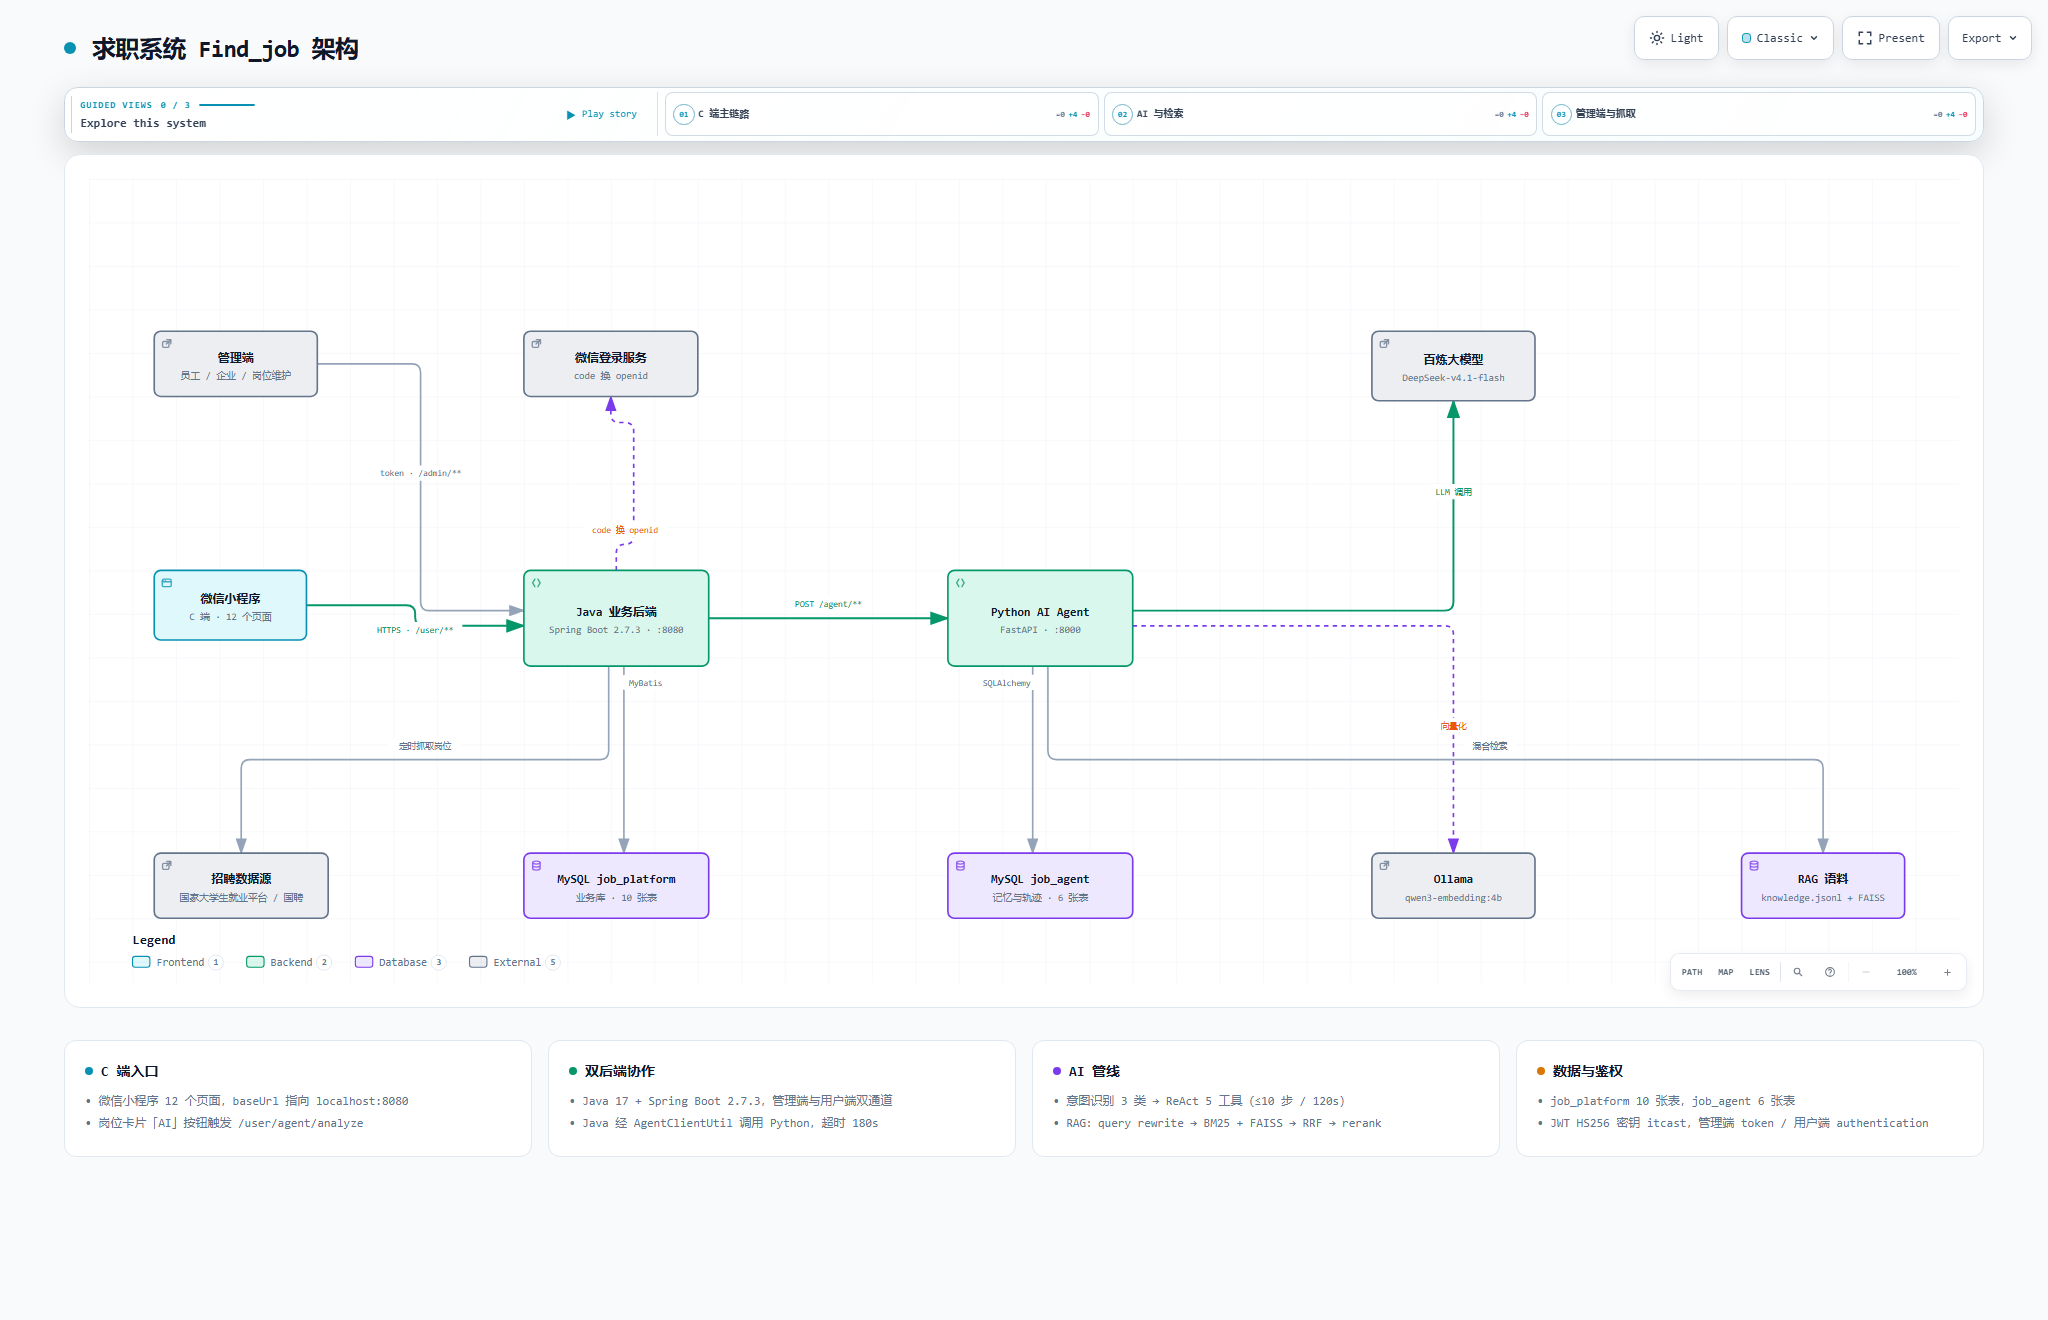 求职系统 Find_job 架构
Light
Classic
Present
Export
GUIDED VIEWS 0 / 3
Explore this system
Play story
01 C 端主链路
=0 +4 -0
02 AI 与检索
=0 +4 -0
03 管理端与抓取
=0 +4 -0
管理端
员工 / 企业 / 岗位维护
微信登录服务
code 换 openid
百炼大模型
DeepSeek-v4.1-flash
token · /admin/**
LLM 调用
code 换 openid
微信小程序
C 端 · 12 个页面
HTTPS · /user/**
Java 业务后端
Spring Boot 2.7.3 · :8080
POST /agent/**
Python AI Agent
FastAPI · :8000
MyBatis
SQLAlchemy
向量化
定时抓取岗位
混合检索
招聘数据源
国家大学生就业平台 / 国聘
MySQL job_platform
业务库 · 10 张表
MySQL job_agent
记忆与轨迹 · 6 张表
Ollama
qwen3-embedding:4b
RAG 语料
knowledge.jsonl + FAISS
Legend
Frontend 1
Backend 2
Database 3
External 5
PATH
MAP
LENS
100%
C 端入口
• 微信小程序 12 个页面, baseUrl 指向 localhost:8080
• 岗位卡片「AI」按钮触发 /user/agent/analyze
双后端协作
• Java 17 + Spring Boot 2.7.3, 管理端与用户端双通道
• Java 经 AgentClientUtil 调用 Python, 超时 180s
AI 管线
• 意图识别 3 类 → ReAct 5 工具 (≤10 步 / 120s)
• RAG: query rewrite → BM25 + FAISS → RRF → rerank
数据与鉴权
• job_platform 10 张表, job_agent 6 张表
• JWT HS256 密钥 itcast, 管理端 token / 用户端 authentication